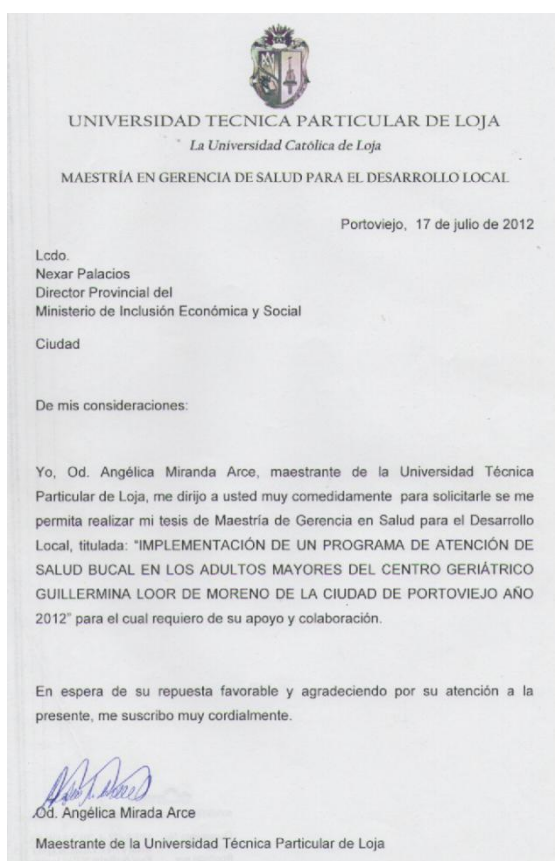 UNIVERSIDAD TECNICA PARTICULAR DE LOJA
La Universidad Católica de Loja
MAESTRÍA EN GERENCIA DE SALUD PARA EL DESARROLLO LOCAL
Portoviejo, 17 de julio de 2012
Lcdo.
Nexar Palacios
Director Provincial del
Ministerio de Inclusión Económica y Social
Ciudad
De mis consideraciones:
Yo, Od. Angélica Miranda Arce, maestrante de la Universidad Técnica
Particular de Loja, me dirijo a usted muy comedidamente para solicitarle se me
permita realizar mi tesis de Maestría de Gerencia en Salud para el Desarrollo
Local, titulada: "IMPLEMENTACIÓN DE UN PROGRAMA DE ATENCIÓN DE
SALUD BUCAL EN LOS ADULTOS MAYORES DEL CENTRO GERIÁTRICO
GUILLERMINA LOOR DE MORENO DE LA CIUDAD DE PORTOVIEJO AÑO
2012" para el cual requiero de su apoyo y colaboración.
En espera de su repuesta favorable y agradeciendo por su atención a la
presente, me suscribo muy cordialmente.
Od. Angélica Mirada Arce
Maestrante de la Universidad Técnica Particular de Loja